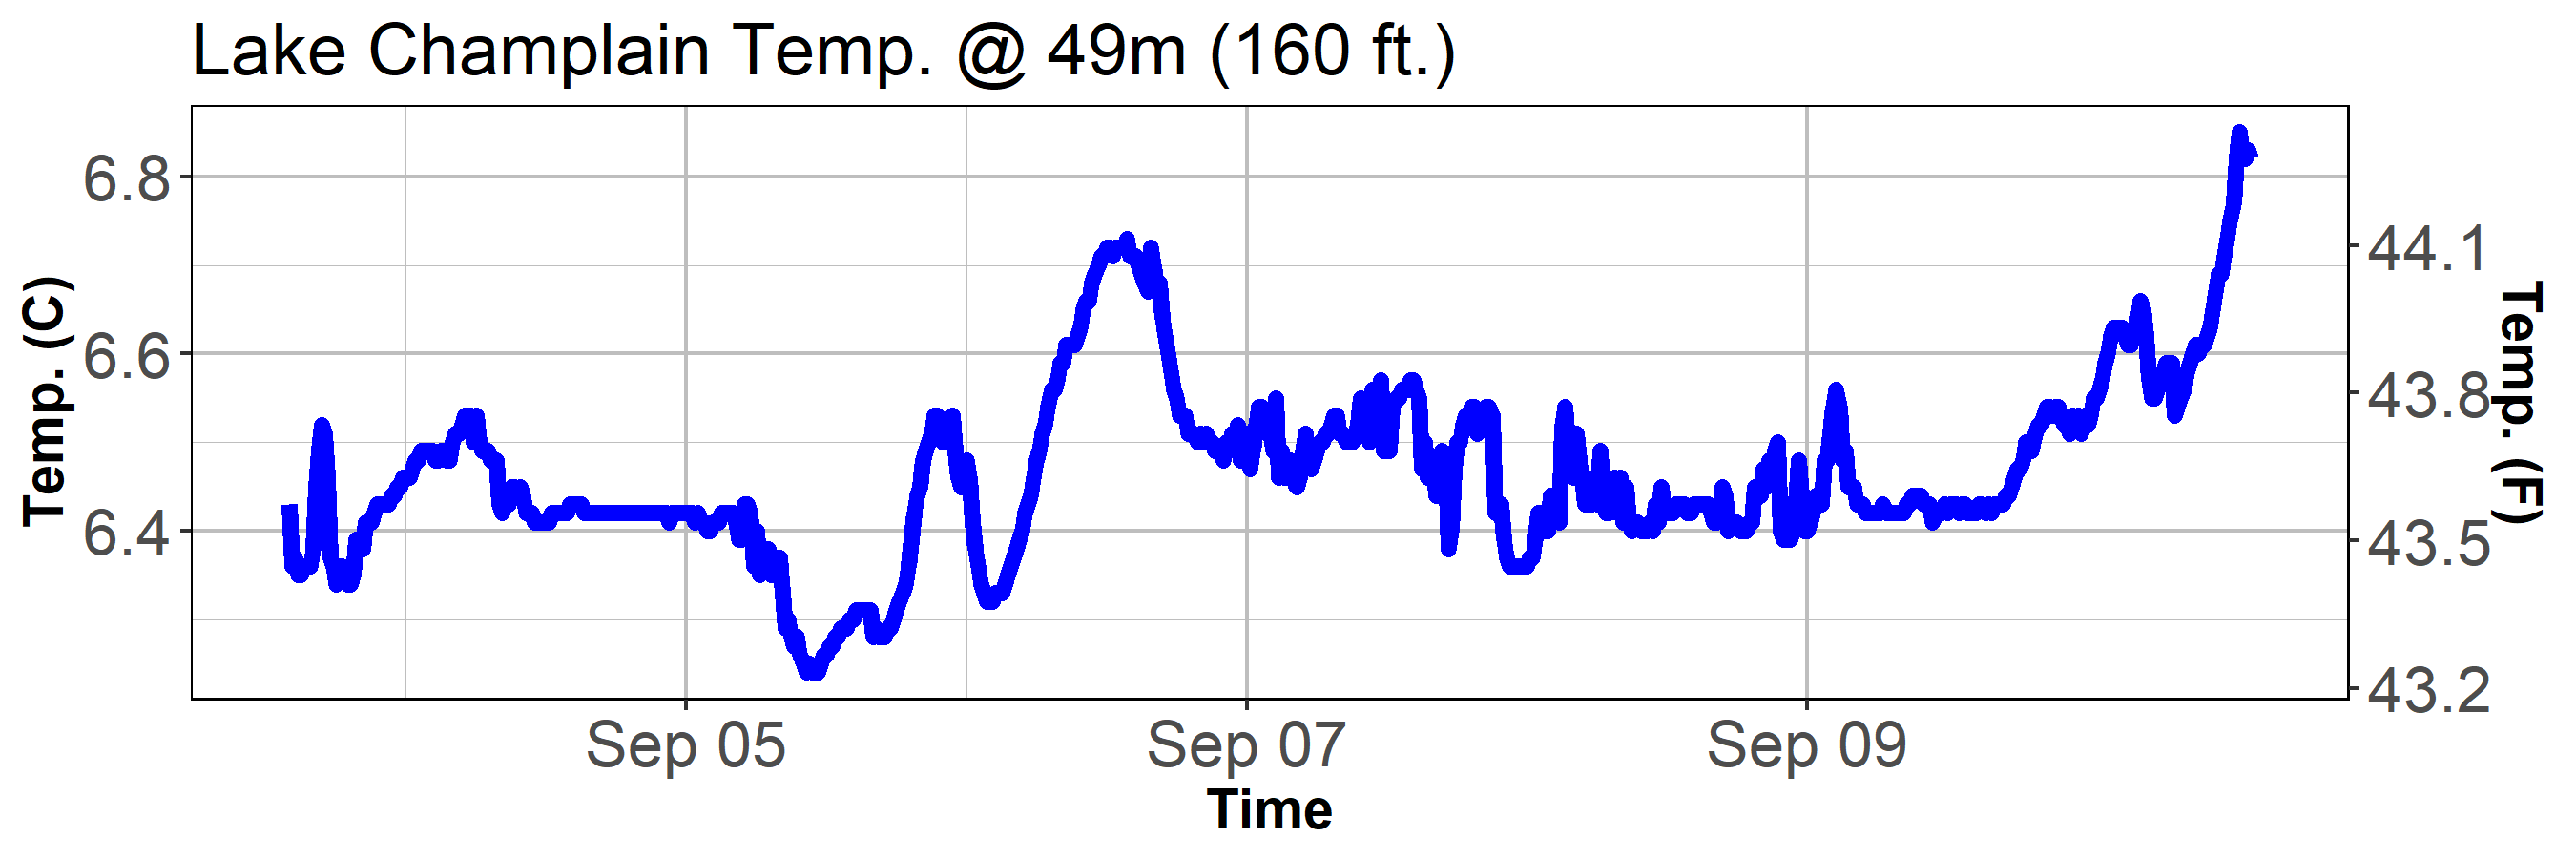 Lake Champlain Temp. @ 49m (160 ft.)
Temp. (C)
6.8
6.6
6.4
44.1
43.8
43.5
43.2
Temp. (F)
Sep 05 Sep 07 Sep 09
Time